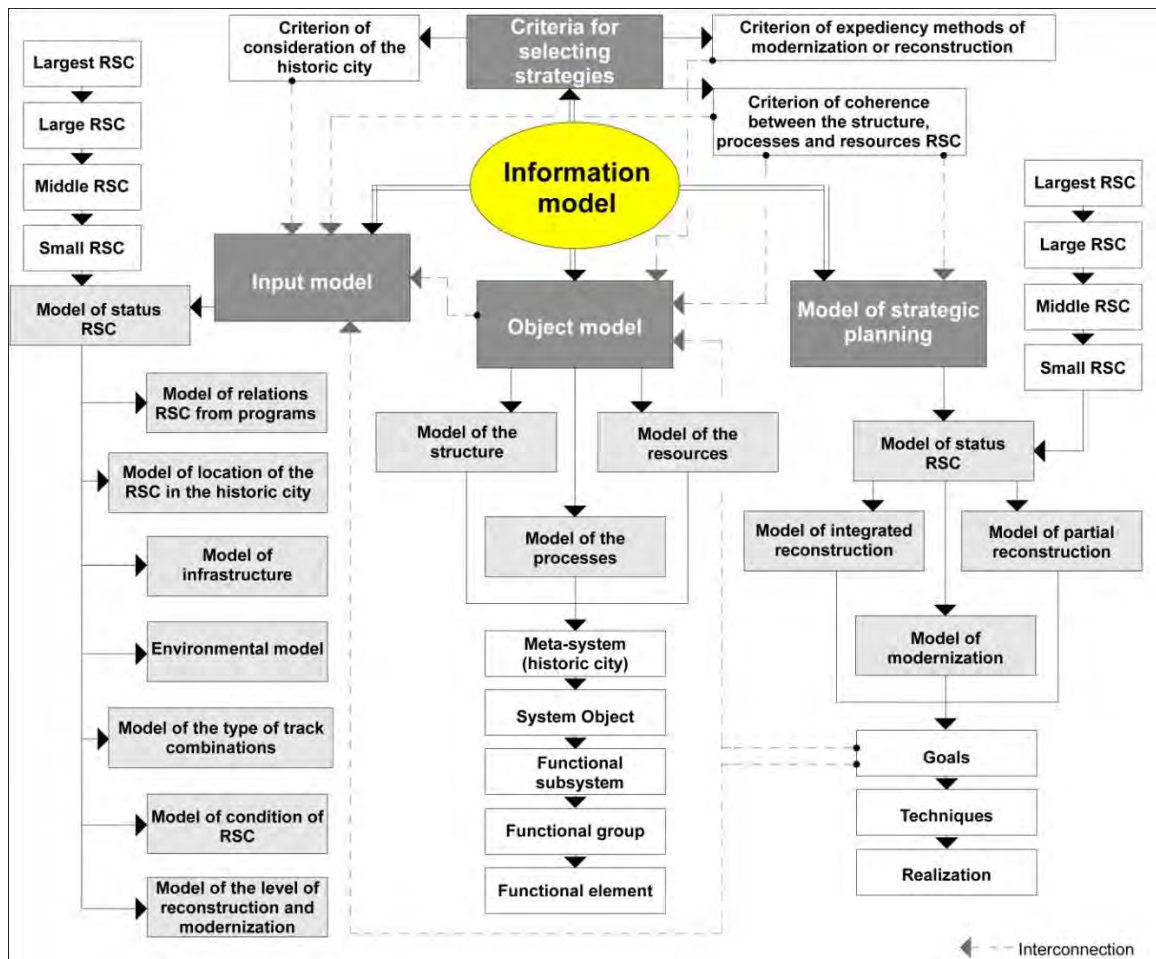 Criterion of
consideration of the
historic city
Criteria for
selecting
strategies
Criterion of expediency methods of
modernization or reconstruction
Criterion of coherence
between the structure,
processes and resources RSC
Largest RSC
Large RSC
Middle RSC
Small RSC
Information
model
Largest RSC
Large RSC
Middle RSC
Small RSC
Input model
Object model
Model of strategic
planning
Model of status
RSC
Model of relations
RSC from programs
Model of location of the
RSC in the historic city
Model of
infrastructure
Environmental model
Model of the type of track
combinations
Model of condition of
RSC
Model of the level of
reconstruction and
modernization
Model of the
structure
Model of the
resources
Model of the
processes
Meta-system
(historic city)
System Object
Functional
subsystem
Functional group
Functional element
Model of status
RSC
Model of integrated
reconstruction
Model of partial
reconstruction
Model of
modernization
Goals
Techniques
Realization
Interconnection